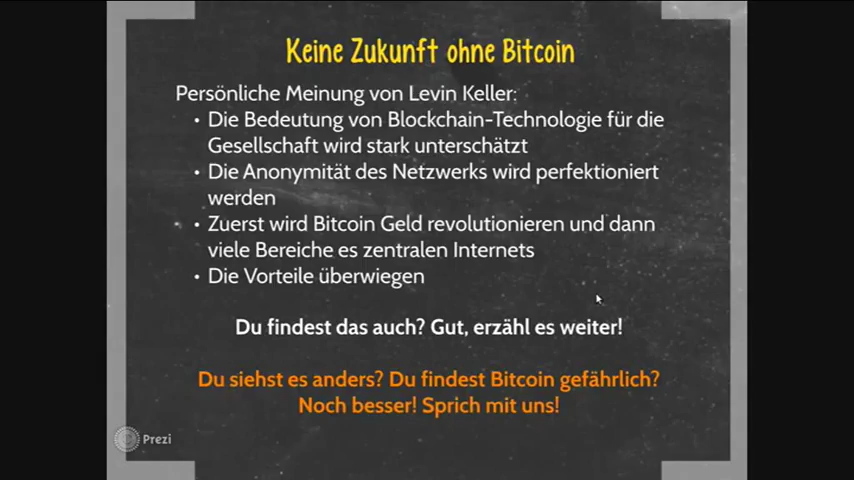 Keine Zukunft ohne Bitcoin
Persönliche Meinung von Levin Keller:
• Die Bedeutung von Blockchain-Technologie für die
Gesellschaft wird stark unterschätzt
• Die Anonymität des Netzwerks wird perfektioniert
werden
• Zuerst wird Bitcoin Geld revolutionieren und dann
viele Bereiche es zentralen Internets
• Die Vorteile überwiegen
Du findest das auch? Gut, erzähl es weiter!
Du siehst es anders? Du findest Bitcoin gefährlich?
Noch besser! Sprich mit uns!
Prezi